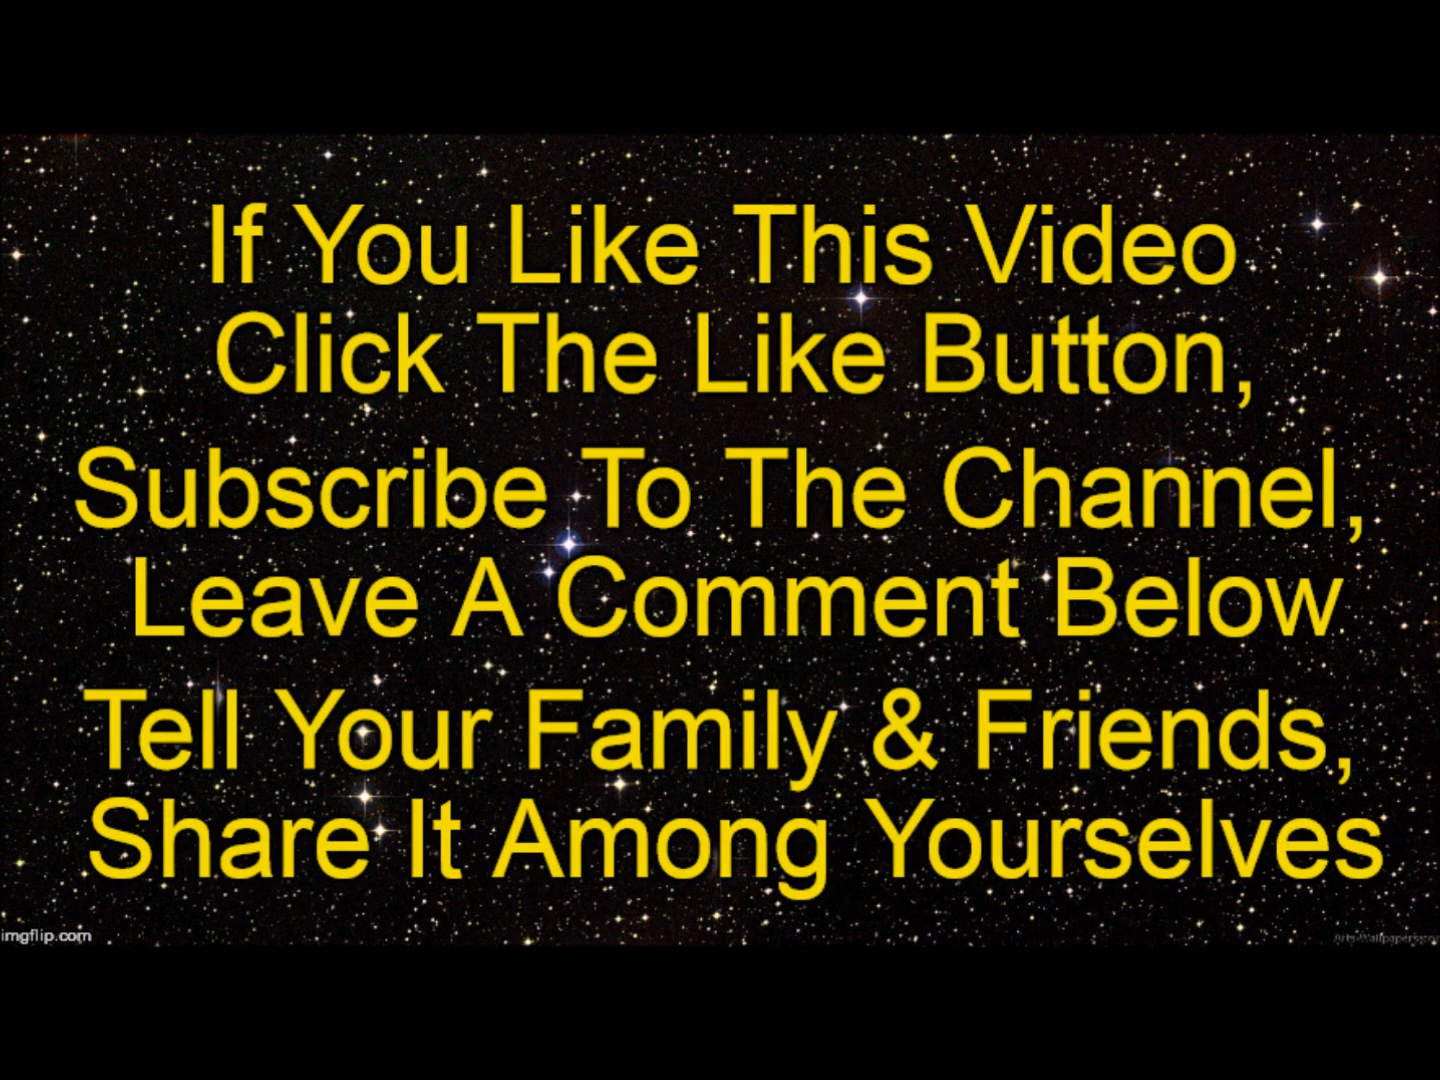 If You Like This Video
Click The Like Button,
Subscribe To The Channel,
Leave A Comment Below
Tell Your Family & Friends,
Share It Among Yourselves
imgflip.com